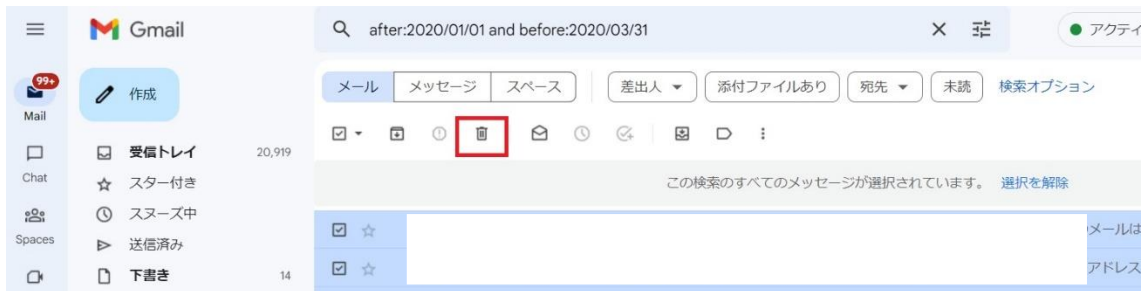 Gmail
after:2020/01/01 and before:2020/03/31
アクティ
99+
Mail
作成
メール メッセージ スペース 差出人 添付ファイルあり 宛先 未読 検索オプション
受信トレイ 20,919
Chat
スター付き
この検索のすべてのメッセージが選択されています。 選択を解除
スヌーズ中
Spaces
送信済み
メールは
下書き 14
アドレス